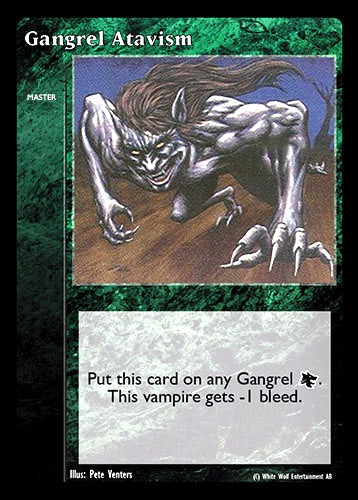 Gangrel Atavism
MASTER
Put this card on any Gangrel .
This vampire gets -1 bleed.
Illus: Pete Venters
(C) White Wolf Entertainment AB